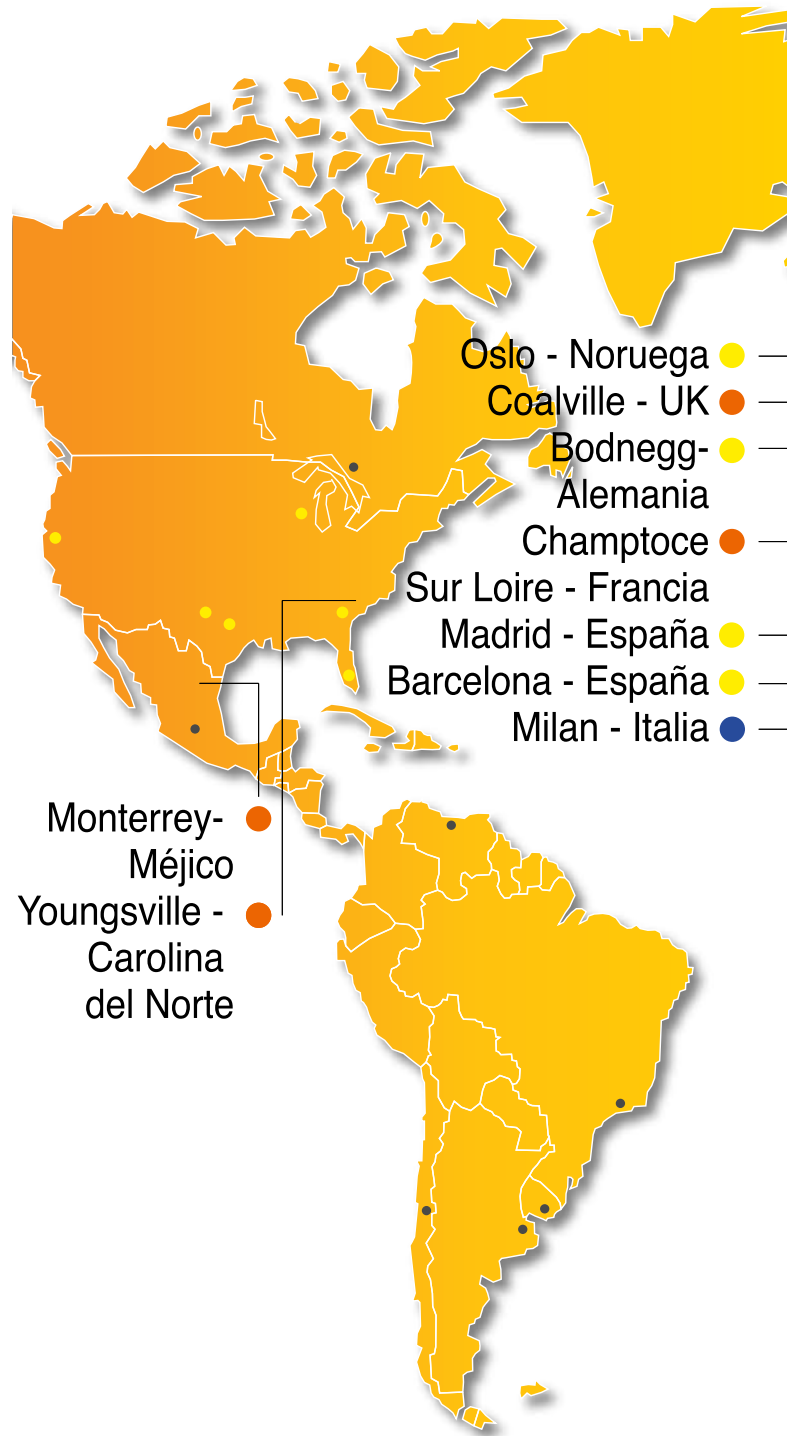 Oslo - Noruega
Coalville - UK
Bodnegg-
Alemania
Champtoce
Sur Loire - Francia
Madrid - España
Barcelona - España
Milan - Italia
Monterrey-
Méjico
Youngsville -
Carolina
del Norte